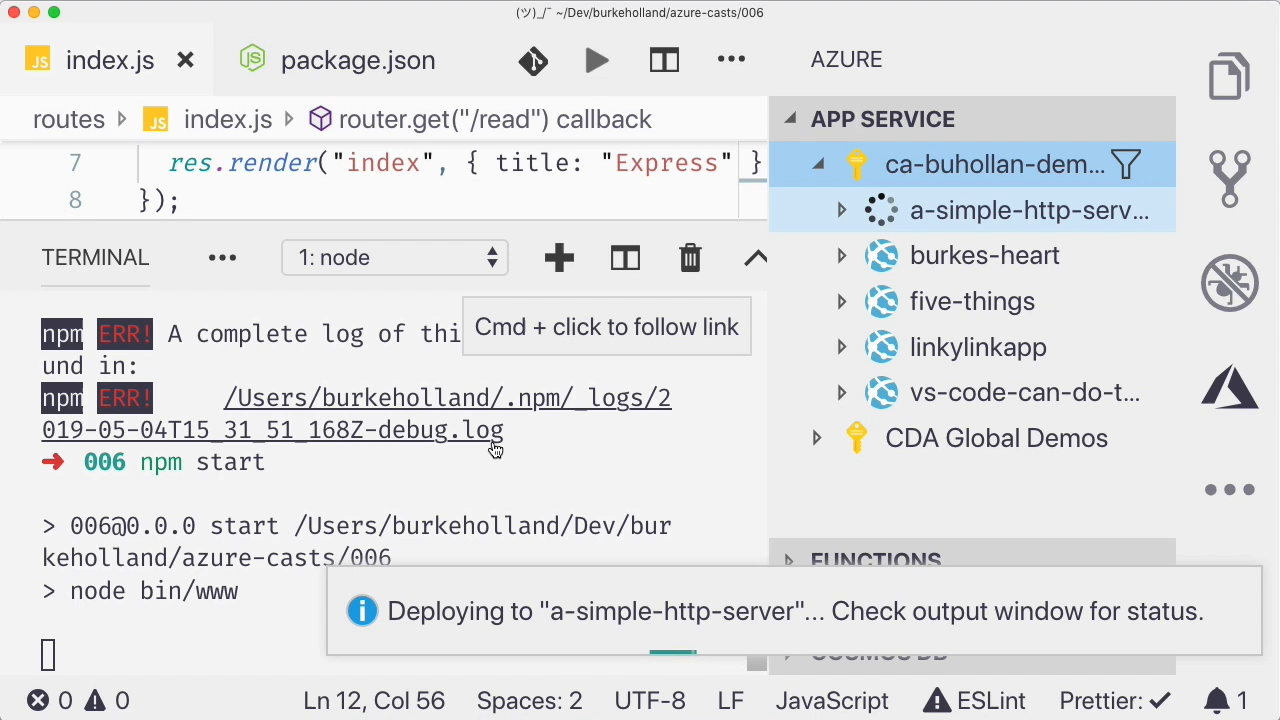 (ツ)_/¯ ~/Dev/burkeholland/azure-casts/006
JS index.js
JS package.json
routes
JS index.js
router.get("/read") callback
7 res.render("index", { title: "Express" }
8 });
TERMINAL
1: node
npm ERR! A complete log of thi
und in:
npm ERR! /Users/burkeholland/.npm/_logs/2
019-05-04T15_31_51_168Z-debug.log
Cmd + click to follow link
006 npm start
> 006@0.0.0 start /Users/burkeholland/Dev/bur
keholland/azure-casts/006
> node bin/www
AZURE
APP SERVICE
ca-buhollan-dem...
a-simple-http-serv...
burkes-heart
five-things
linkylinkapp
vs-code-can-do-t...
CDA Global Demos
FUNCTIONS
Deploying to "a-simple-http-server"... Check output window for status.
COSMOS DB
0 0 Ln 12, Col 56 Spaces: 2 UTF-8 LF JavaScript ESLint Prettier: 1